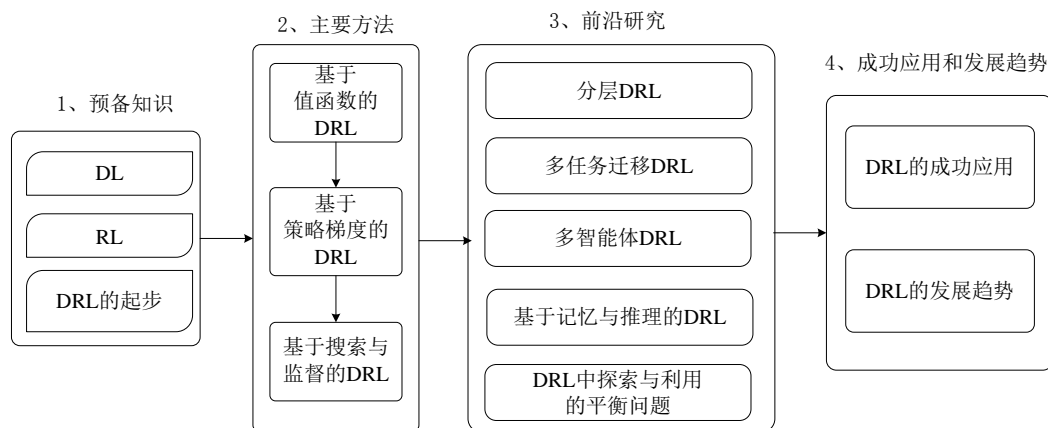 1、预备知识
DL
RL
DRL的起步
2、主要方法
基于
值函数的
DRL
基于
策略梯度的
DRL
基于搜索与
监督的DRL
3、前沿研究
分层DRL
多任务迁移DRL
多智能体DRL
基于记忆与推理的DRL
DRL中探索与利用
的平衡问题
4、成功应用和发展趋势
DRL的成功应用
DRL的发展趋势